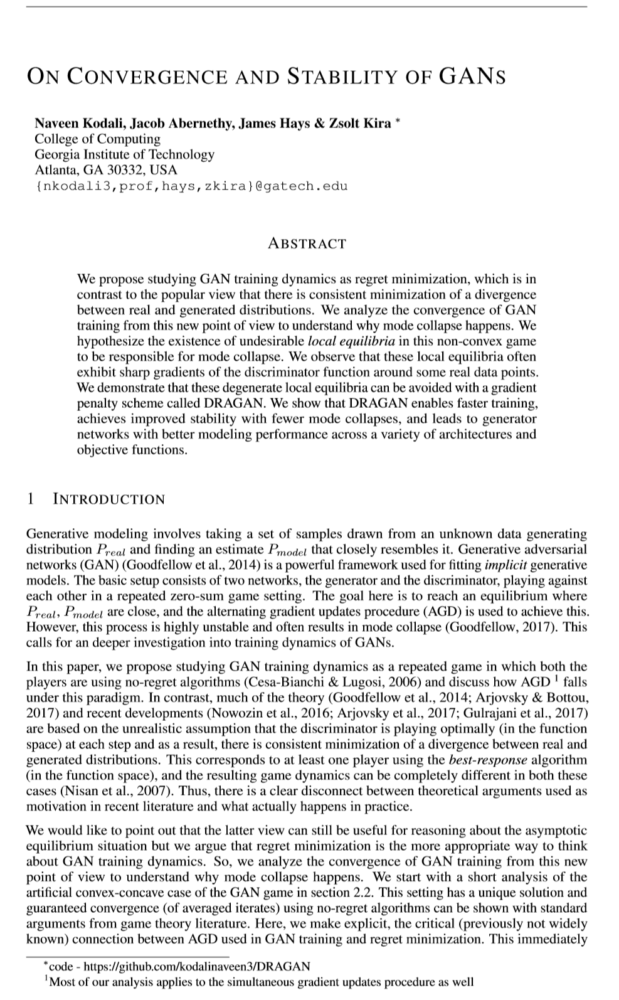 ON CONVERGENCE AND STABILITY OF GANS
Naveen Kodali, Jacob Abernethy, James Hays & Zsolt Kira *
College of Computing
Georgia Institute of Technology
Atlanta, GA 30332, USA
{nkodali3,prof,hays,zkira}@gatech.edu
ABSTRACT
We propose studying GAN training dynamics as regret minimization, which is in
contrast to the popular view that there is consistent minimization of a divergence
between real and generated distributions. We analyze the convergence of GAN
training from this new point of view to understand why mode collapse happens. We
hypothesize the existence of undesirable local equilibria in this non-convex game
to be responsible for mode collapse. We observe that these local equilibria often
exhibit sharp gradients of the discriminator function around some real data points.
We demonstrate that these degenerate local equilibria can be avoided with a gradient
penalty scheme called DRAGAN. We show that DRAGAN enables faster training,
achieves improved stability with fewer mode collapses, and leads to generator
networks with better modeling performance across a variety of architectures and
objective functions.
1 INTRODUCTION
Generative modeling involves taking a set of samples drawn from an unknown data generating
distribution P_real and finding an estimate P_model that closely resembles it. Generative adversarial
networks (GAN) (Goodfellow et al., 2014) is a powerful framework used for fitting implicit generative
models. The basic setup consists of two networks, the generator and the discriminator, playing against
each other in a repeated zero-sum game setting. The goal here is to reach an equilibrium where
P_real, P_model are close, and the alternating gradient updates procedure (AGD) is used to achieve this.
However, this process is highly unstable and often results in mode collapse (Goodfellow, 2017). This
calls for an deeper investigation into training dynamics of GANs.
In this paper, we propose studying GAN training dynamics as a repeated game in which both the
players are using no-regret algorithms (Cesa-Bianchi & Lugosi, 2006) and discuss how AGD 1 falls
under this paradigm. In contrast, much of the theory (Goodfellow et al., 2014; Arjovsky & Bottou,
2017) and recent developments (Nowozin et al., 2016; Arjovsky et al., 2017; Gulrajani et al., 2017)
are based on the unrealistic assumption that the discriminator is playing optimally (in the function
space) at each step and as a result, there is consistent minimization of a divergence between real and
generated distributions. This corresponds to at least one player using the best-response algorithm
(in the function space), and the resulting game dynamics can be completely different in both these
cases (Nisan et al., 2007). Thus, there is a clear disconnect between theoretical arguments used as
motivation in recent literature and what actually happens in practice.
We would like to point out that the latter view can still be useful for reasoning about the asymptotic
equilibrium situation but we argue that regret minimization is the more appropriate way to think
about GAN training dynamics. So, we analyze the convergence of GAN training from this new
point of view to understand why mode collapse happens. We start with a short analysis of the
artificial convex-concave case of the GAN game in section 2.2. This setting has a unique solution and
guaranteed convergence (of averaged iterates) using no-regret algorithms can be shown with standard
arguments from game theory literature. Here, we make explicit, the critical (previously not widely
known) connection between AGD used in GAN training and regret minimization. This immediately
*code - https://github.com/kodalinaveen3/DRAGAN
1Most of our analysis applies to the simultaneous gradient updates procedure as well